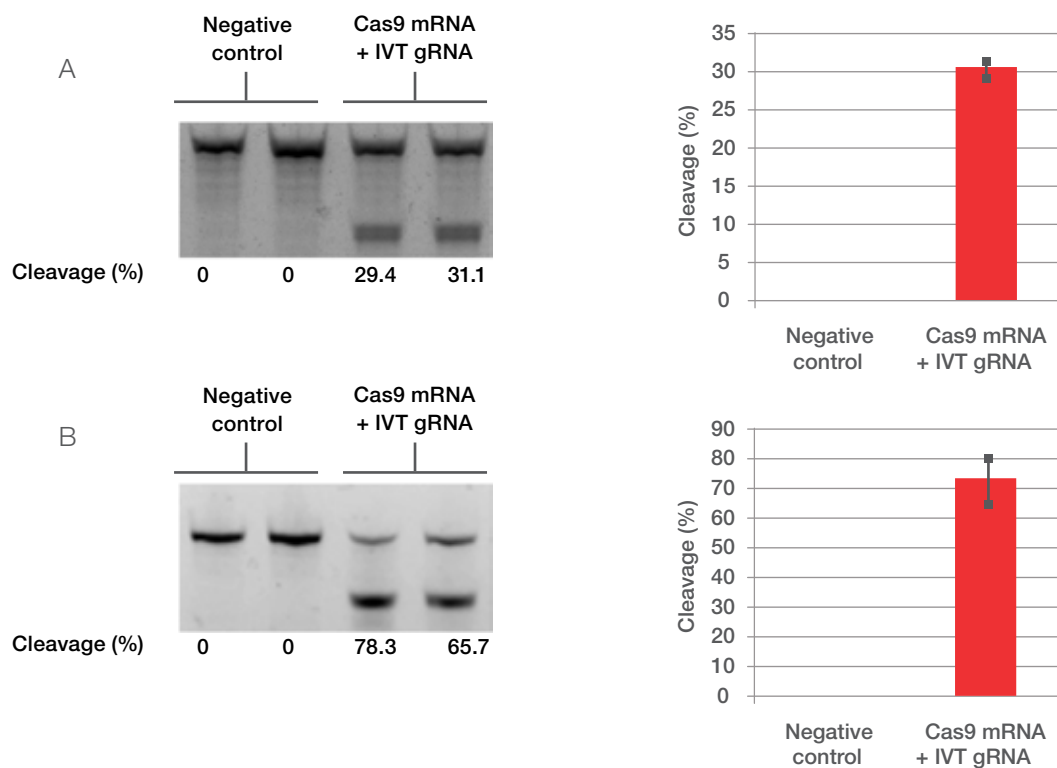 A
Negative
control
Cas9 mRNA
+ IVT gRNA
Cleavage (%)
0
0
29.4
31.1
Cleavage (%)
35
30
25
20
15
10
5
0
Negative
control
Cas9 mRNA
+ IVT gRNA
B
Negative
control
Cas9 mRNA
+ IVT gRNA
Cleavage (%)
0
0
78.3
65.7
Cleavage (%)
90
80
70
60
50
40
30
20
10
0
Negative
control
Cas9 mRNA
+ IVT gRNA